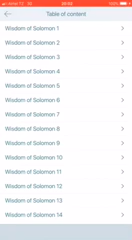 Table of content
Wisdom of Solomon 1
Wisdom of Solomon 2
Wisdom of Solomon 3
Wisdom of Solomon 4
Wisdom of Solomon 5
Wisdom of Solomon 6
Wisdom of Solomon 7
Wisdom of Solomon 8
Wisdom of Solomon 9
Wisdom of Solomon 10
Wisdom of Solomon 11
Wisdom of Solomon 12
Wisdom of Solomon 13
Wisdom of Solomon 14